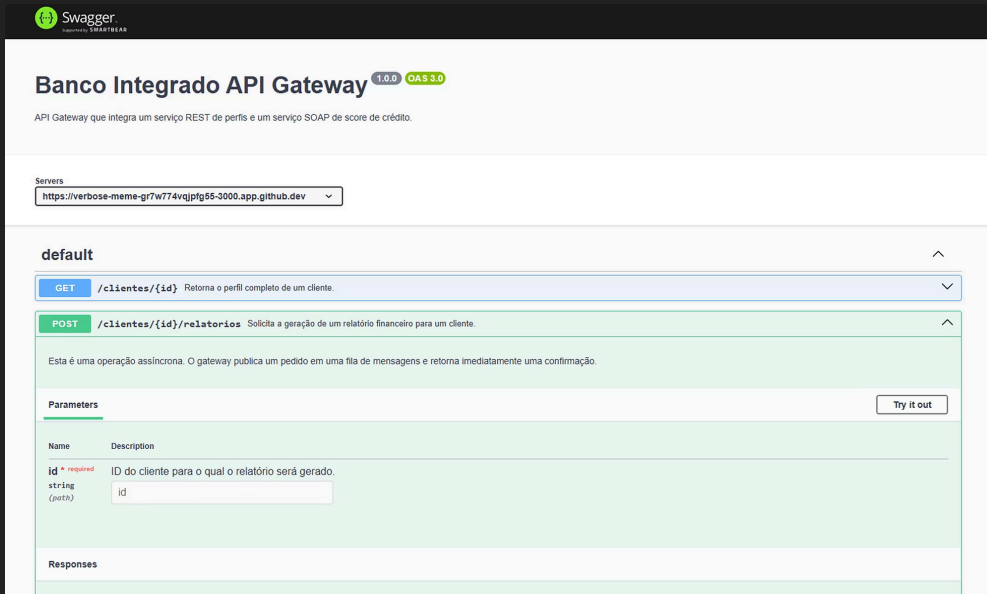 {··} Swagger.
Supported by SMARTBEAR
Banco Integrado API Gateway 1.0.0 OAS 3.0
API Gateway que integra um serviço REST de perfis e um serviço SOAP de score de crédito.
Servers
https://verbose-meme-gr7w774vqjpfg55-3000.app.github.dev
default
GET /clientes/{id} Retorna o perfil completo de um cliente.
POST /clientes/{id}/relatorios Solicita a geração de um relatório financeiro para um cliente.
Esta é uma operação assíncrona. O gateway publica um pedido em uma fila de mensagens e retorna imediatamente uma confirmação.
Parameters Try it out
Name Description
id * required ID do cliente para o qual o relatório será gerado.
string
(path) id
Responses